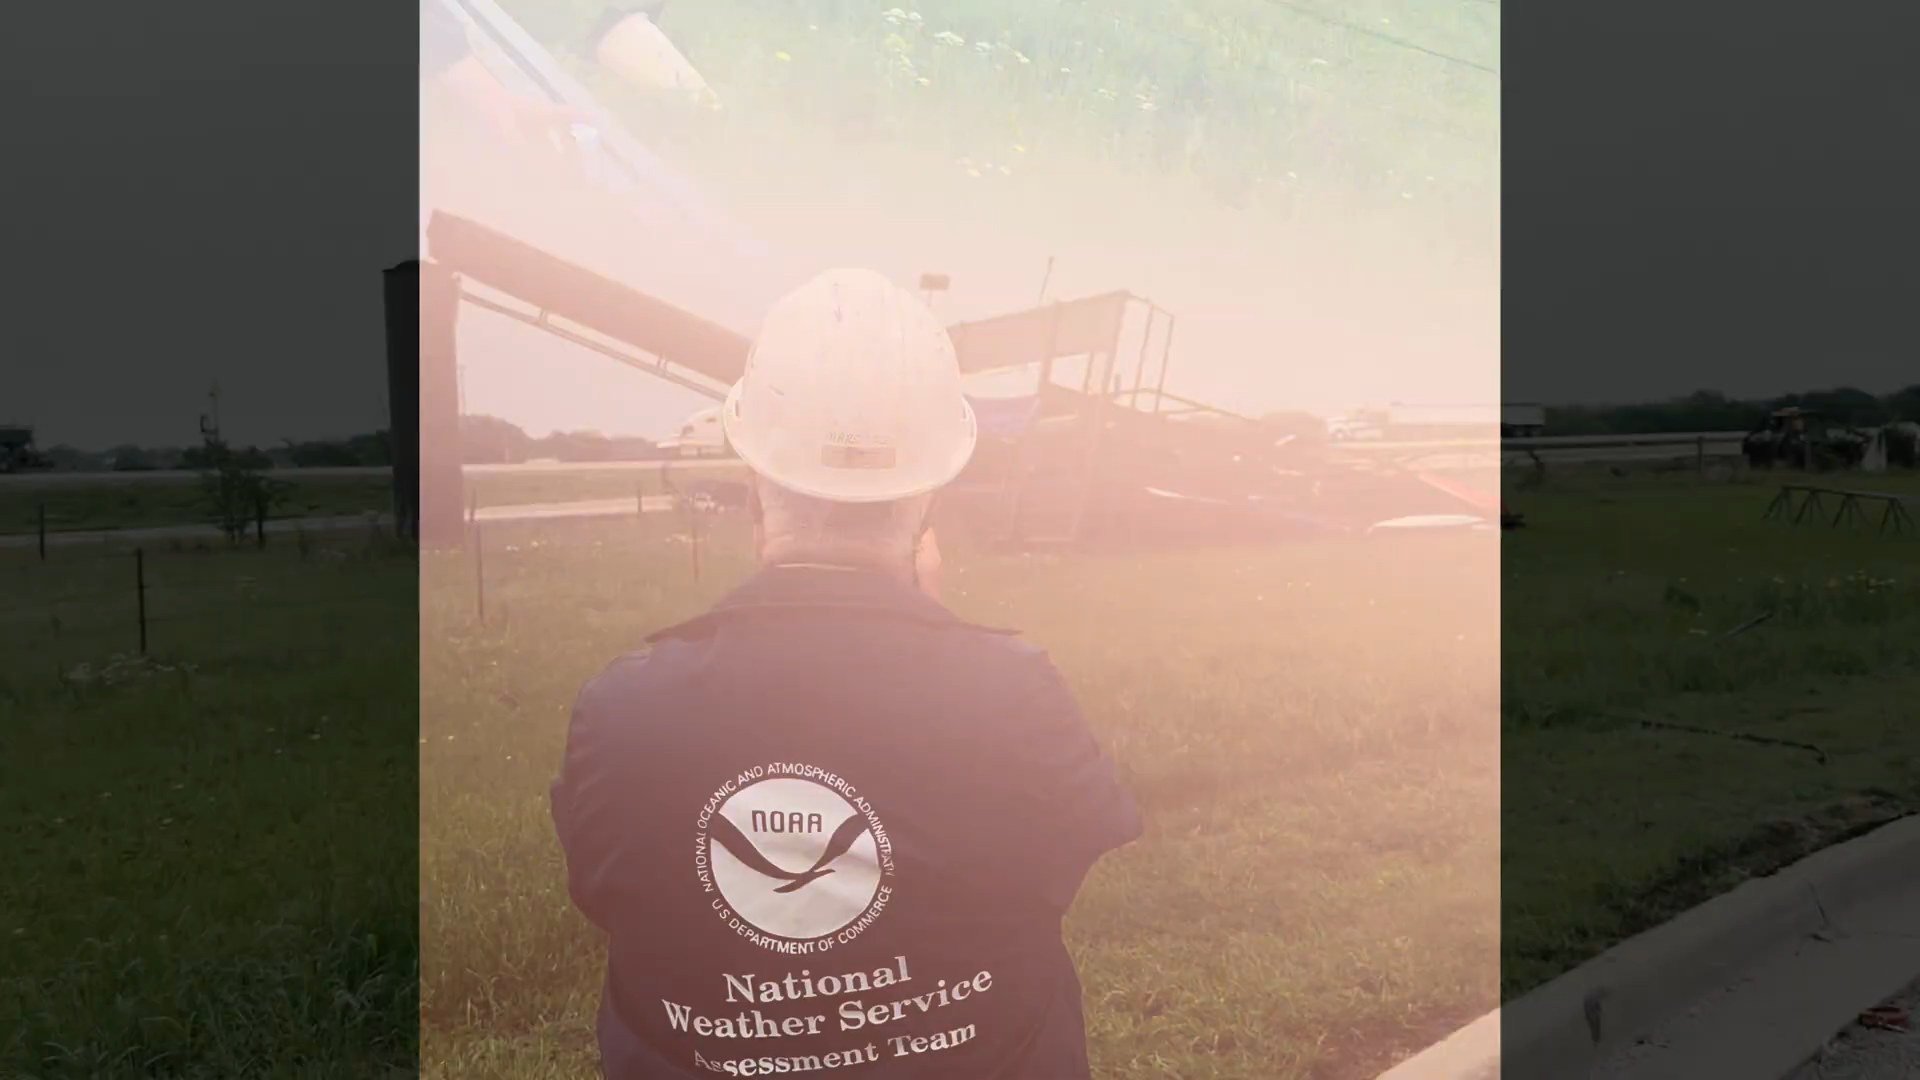 NATIONAL OCEANIC AND ATMOSPHERIC ADMINISTRATION
NOAA
U.S. DEPARTMENT OF COMMERCE
National
Weather Service
Assessment Team